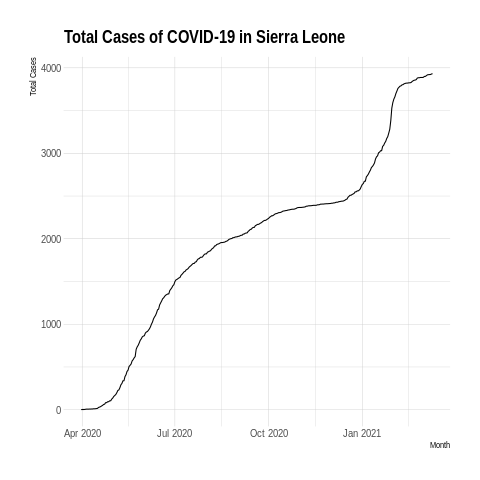 Total Cases of COVID-19 in Sierra Leone
Total Cases
4000
3000
2000
1000
0
Apr 2020
Jul 2020
Oct 2020
Jan 2021
Month